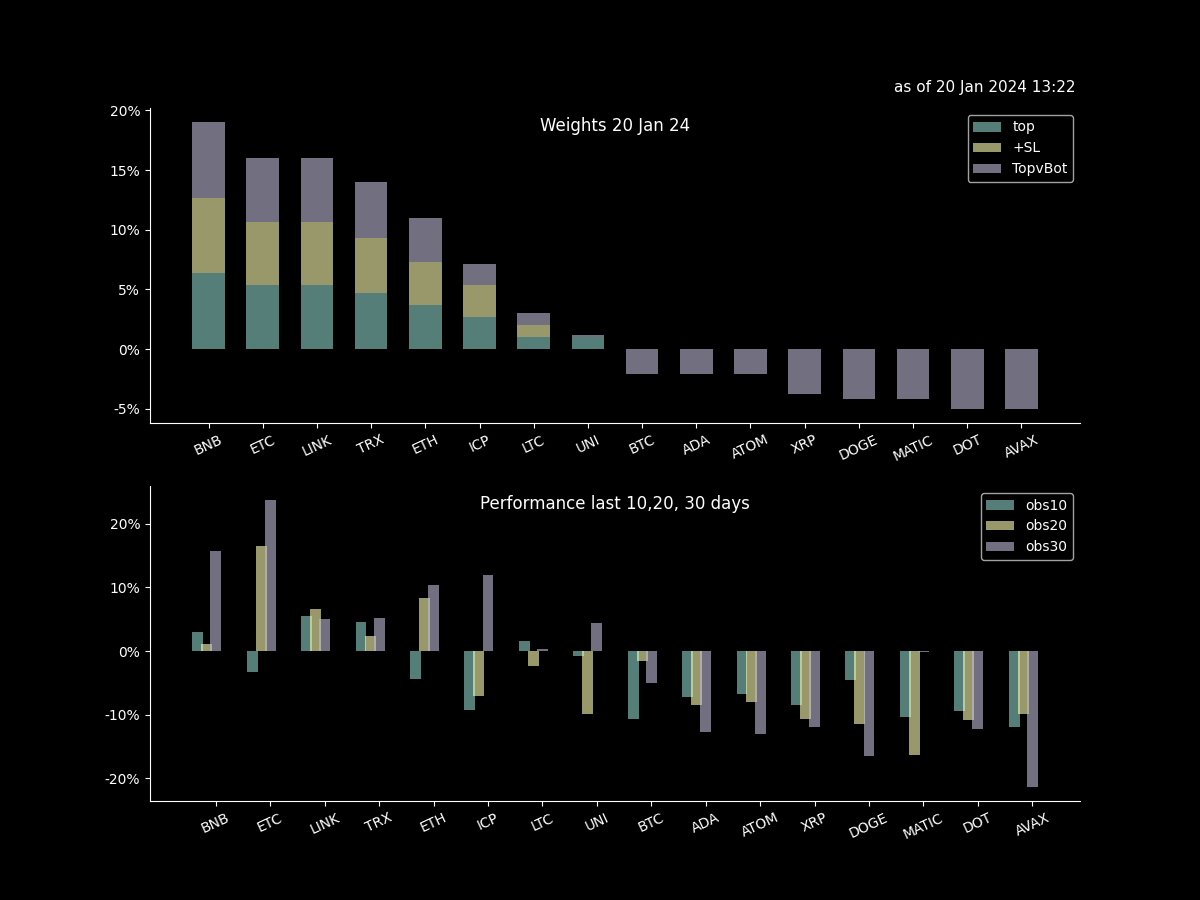 as of 20 Jan 2024 13:22
Weights 20 Jan 24
top
+SL
TopvBot
20%
15%
10%
5%
0%
-5%
BNB ETC LINK TRX ETH ICP LTC UNI BTC ADA ATOM XRP DOGE MATIC DOT AVAX
Performance last 10,20, 30 days
obs10
obs20
obs30
20%
10%
0%
-10%
-20%
BNB ETC LINK TRX ETH ICP LTC UNI BTC ADA ATOM XRP DOGE MATIC DOT AVAX